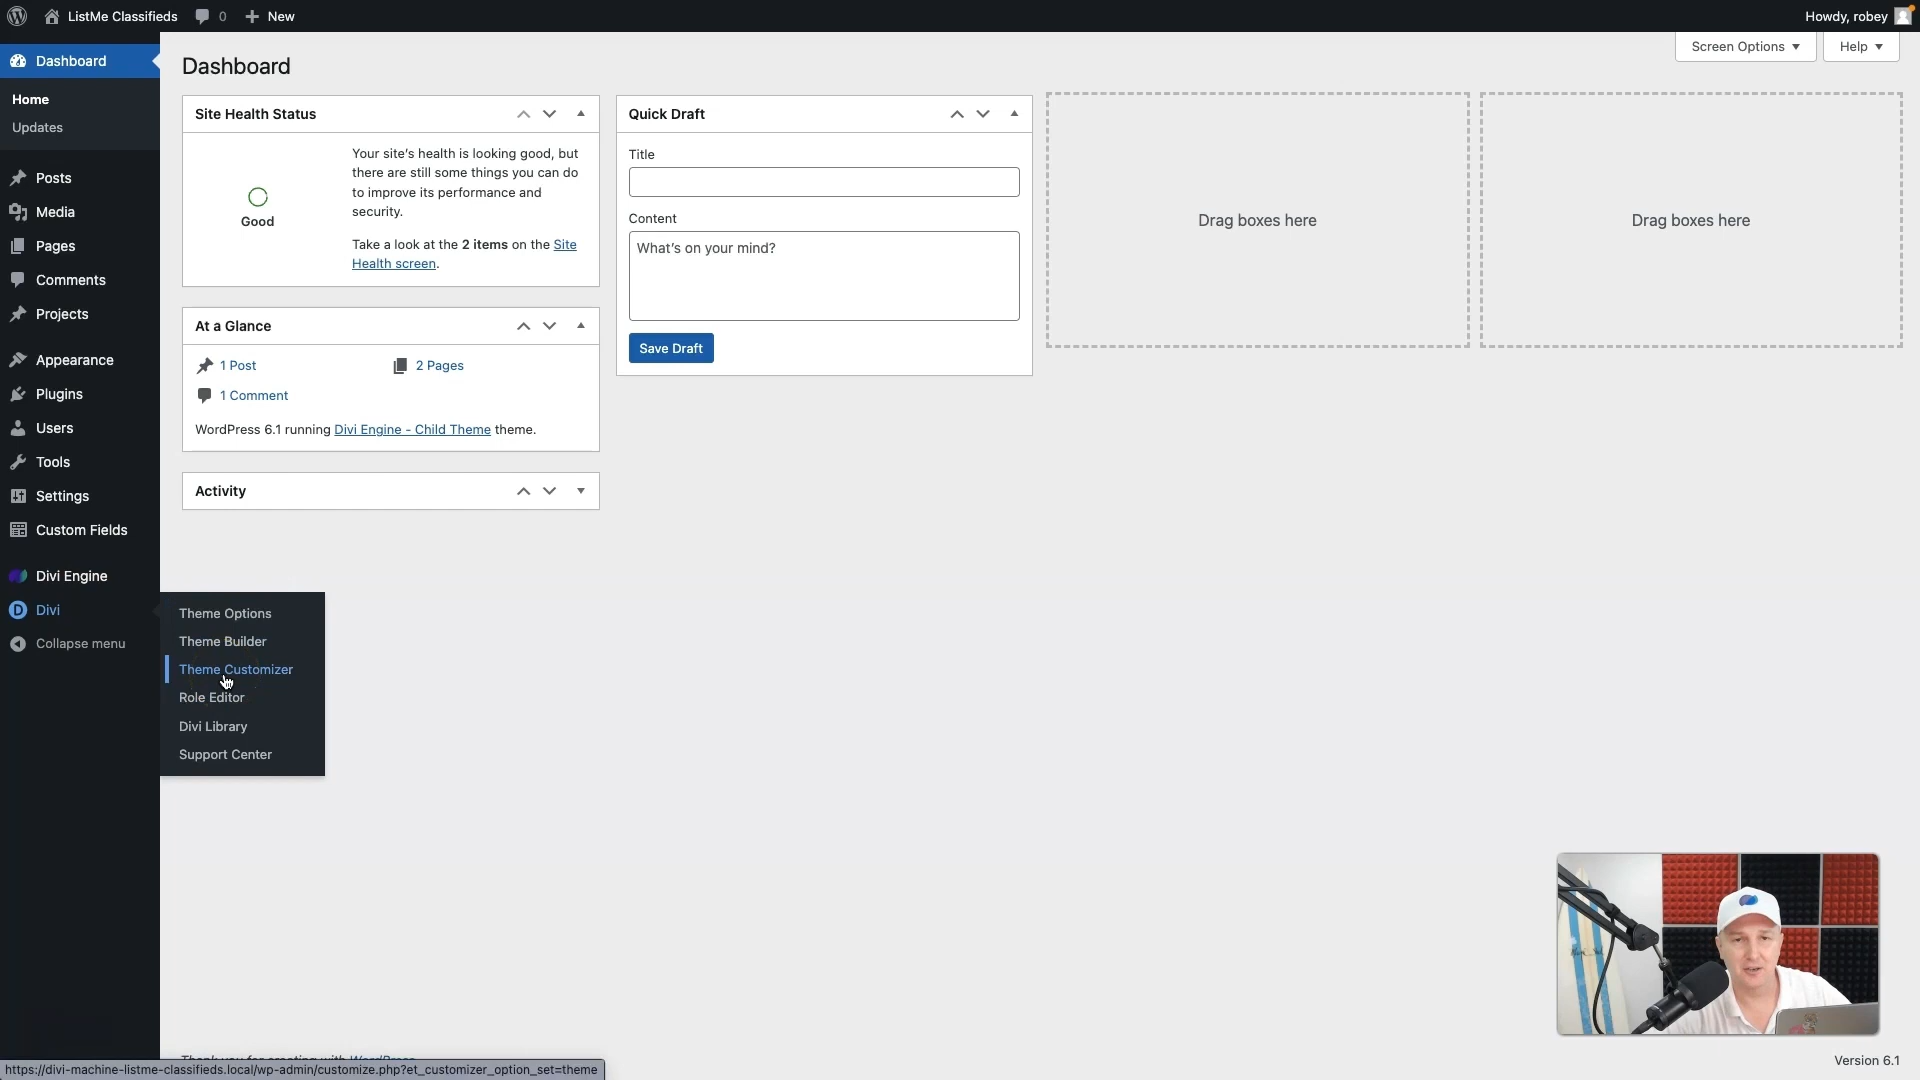 ListMe Classifieds
0
New
Howdy, robey
Screen Options
Help
Dashboard
Home
Updates
Posts
Media
Pages
Comments
Projects
Appearance
Plugins
Users
Tools
Settings
Custom Fields
Divi Engine
Divi
Collapse menu
Theme Options
Theme Builder
Theme Customizer
Role Editor
Divi Library
Support Center
Dashboard
Site Health Status
Good
Your site's health is looking good, but
there are still some things you can do
to improve its performance and
security.
Take a look at the 2 items on the Site
Health screen.
At a Glance
1 Post
2 Pages
1 Comment
WordPress 6.1 running Divi Engine - Child Theme theme.
Activity
Quick Draft
Title
Content
What's on your mind?
Save Draft
Drag boxes here
Drag boxes here
Thank you for creating with WordPress
Version 6.1
https://divi-machine-listme-classifieds.local/wp-admin/customize.php?et_customizer_option_set=theme